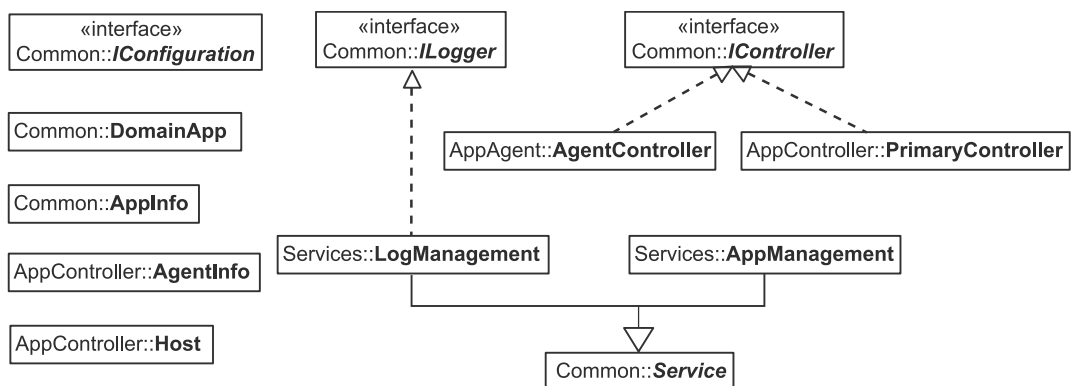 «interface»
Common::IConfiguration
«interface»
Common::ILogger
«interface»
Common::IController
Common::DomainApp
AppAgent::AgentController
AppController::PrimaryController
Common::AppInfo
Services::LogManagement
Services::AppManagement
AppController::AgentInfo
AppController::Host
Common::Service